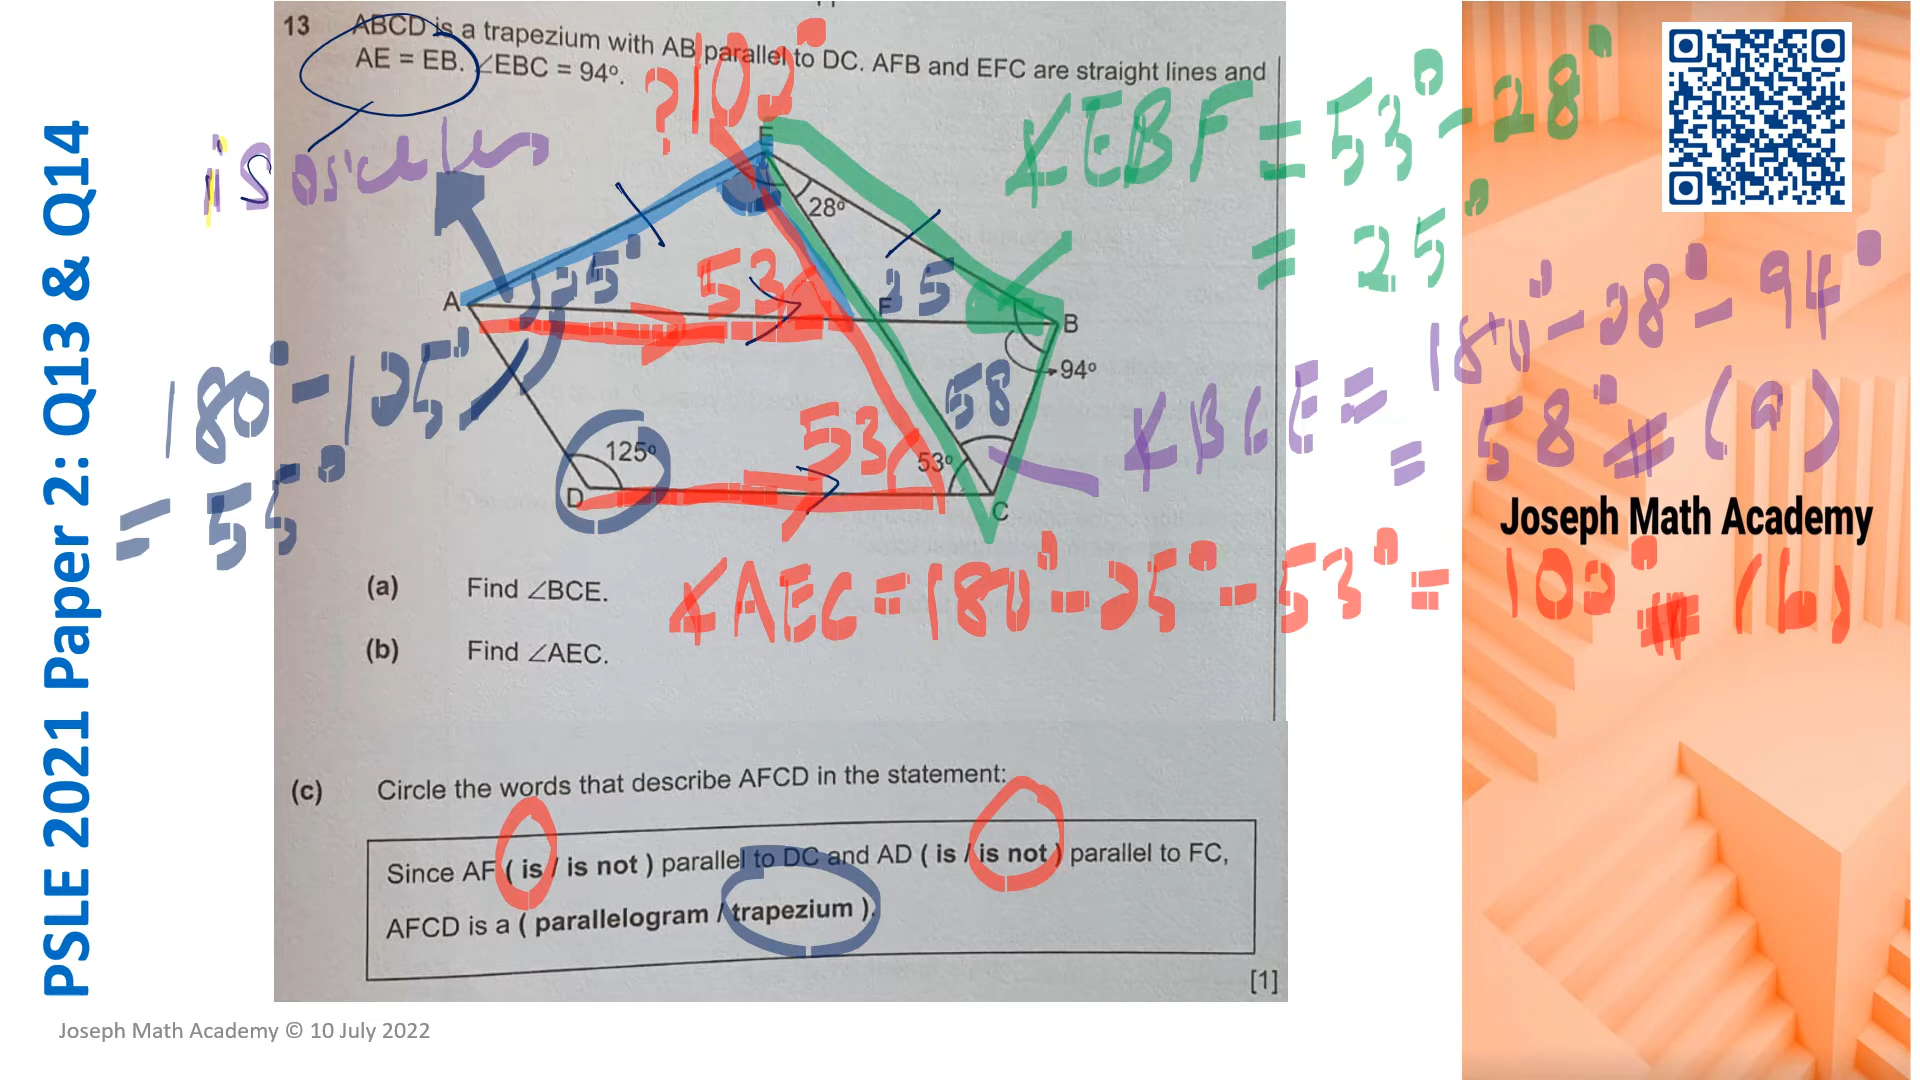 PSLE 2021 Paper 2: Q13 & Q14
13 ABCD is a trapezium with AB parallel to DC. AFB and EFC are straight lines and
AE = EB. ∠EBC = 94°.
isosceles
? 102°
∠EBF = 53° - 28°
= 25°
E
28°
A
25°
53
F
25
B
94°
58
180° - 125°
= 55°
125°
53
53°
D
C
∠BCE = 180° - 28° - 94°
= 58° (a)
Joseph Math Academy
∠AEC = 180° - 25° - 53° = 102° (b)
(a) Find ∠BCE.
(b) Find ∠AEC.
(c) Circle the words that describe AFCD in the statement:
Since AF ( is / is not ) parallel to DC and AD ( is / is not ) parallel to FC,
AFCD is a ( parallelogram / trapezium ).
[1]
Joseph Math Academy © 10 July 2022